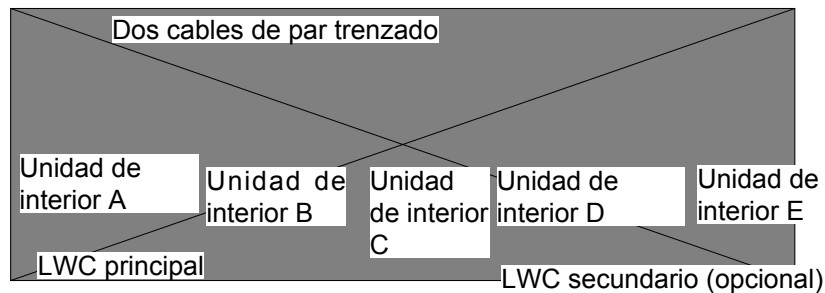 Dos cables de par trenzado
Unidad de
interior A
Unidad de
interior B
Unidad
de interior
C
Unidad de
interior D
Unidad de
interior E
LWC principal
LWC secundario (opcional)